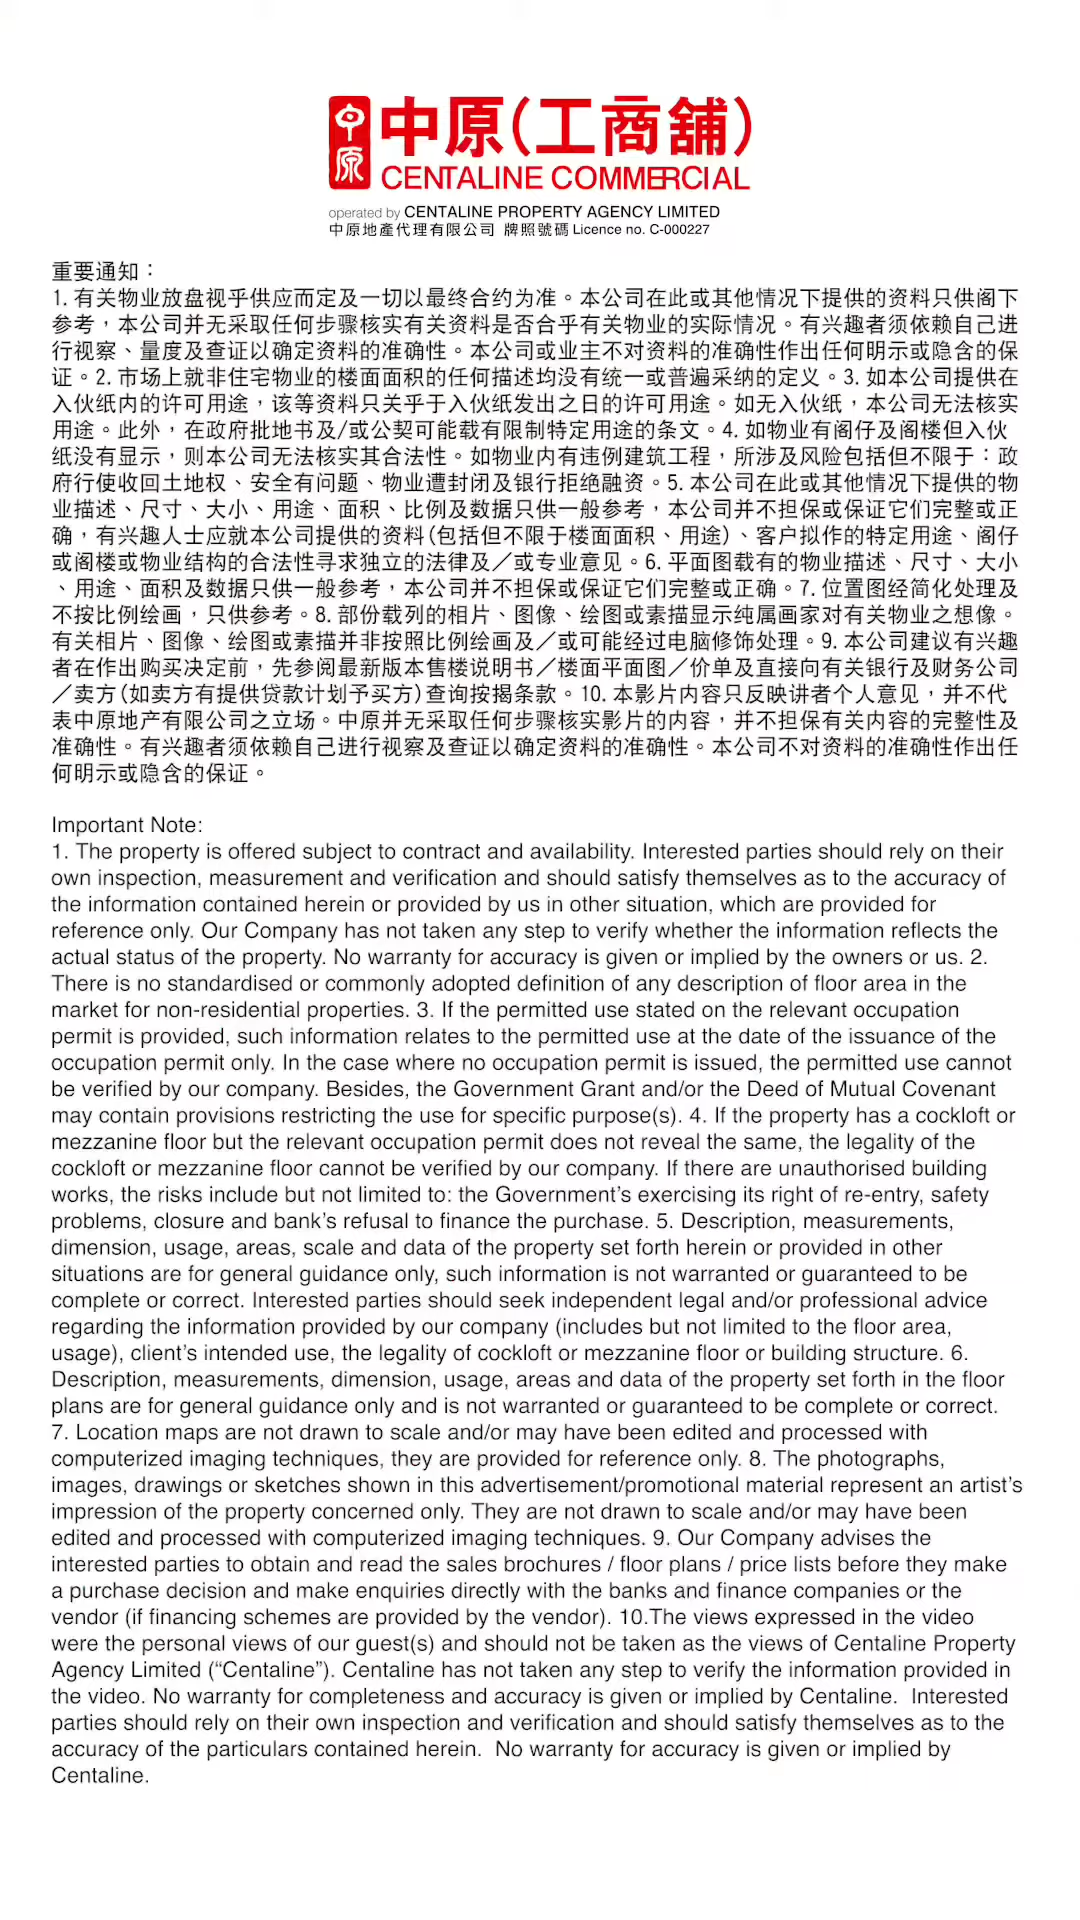 中原
中原(工商舖)
CENTALINE COMMERCIAL
operated by CENTALINE PROPERTY AGENCY LIMITED
中原地產代理有限公司 牌照號碼 Licence no. C-000227
重要通知：
1. 有关物业放盘视乎供应而定及一切以最终合约为准。本公司在此或其他情况下提供的资料只供阁下
参考，本公司并无采取任何步骤核实有关资料是否合乎有关物业的实际情况。有兴趣者须依赖自己进
行视察、量度及查证以确定资料的准确性。本公司或业主不对资料的准确性作出任何明示或隐含的保
证。2. 市场上就非住宅物业的楼面面积的任何描述均没有统一或普遍采纳的定义。3. 如本公司提供在
入伙纸内的许可用途，该等资料只关乎于入伙纸发出之日的许可用途。如无入伙纸，本公司无法核实
用途。此外，在政府批地书及/或公契可能载有限制特定用途的条文。4. 如物业有阁仔及阁楼但入伙
纸没有显示，则本公司无法核实其合法性。如物业内有违例建筑工程，所涉及风险包括但不限于：政
府行使收回土地权、安全有问题、物业遭封闭及银行拒绝融资。5. 本公司在此或其他情况下提供的物
业描述、尺寸、大小、用途、面积、比例及数据只供一般参考，本公司并不担保或保证它们完整或正
确，有兴趣人士应就本公司提供的资料(包括但不限于楼面面积、用途)、客户拟作的特定用途、阁仔
或阁楼或物业结构的合法性寻求独立的法律及／或专业意见。6. 平面图载有的物业描述、尺寸、大小
、用途、面积及数据只供一般参考，本公司并不担保或保证它们完整或正确。7. 位置图经简化处理及
不按比例绘画，只供参考。8. 部份载列的相片、图像、绘图或素描显示纯属画家对有关物业之想像。
有关相片、图像、绘图或素描并非按照比例绘画及／或可能经过电脑修饰处理。9. 本公司建议有兴趣
者在作出购买决定前，先参阅最新版本售楼说明书／楼面平面图／价单及直接向有关银行及财务公司
／卖方(如卖方有提供贷款计划予买方)查询按揭条款。10. 本影片内容只反映讲者个人意见，并不代
表中原地产有限公司之立场。中原并无采取任何步骤核实影片的内容，并不担保有关内容的完整性及
准确性。有兴趣者须依赖自己进行视察及查证以确定资料的准确性。本公司不对资料的准确性作出任
何明示或隐含的保证。
Important Note:
1. The property is offered subject to contract and availability. Interested parties should rely on their
own inspection, measurement and verification and should satisfy themselves as to the accuracy of
the information contained herein or provided by us in other situation, which are provided for
reference only. Our Company has not taken any step to verify whether the information reflects the
actual status of the property. No warranty for accuracy is given or implied by the owners or us. 2.
There is no standardised or commonly adopted definition of any description of floor area in the
market for non-residential properties. 3. If the permitted use stated on the relevant occupation
permit is provided, such information relates to the permitted use at the date of the issuance of the
occupation permit only. In the case where no occupation permit is issued, the permitted use cannot
be verified by our company. Besides, the Government Grant and/or the Deed of Mutual Covenant
may contain provisions restricting the use for specific purpose(s). 4. If the property has a cockloft or
mezzanine floor but the relevant occupation permit does not reveal the same, the legality of the
cockloft or mezzanine floor cannot be verified by our company. If there are unauthorised building
works, the risks include but not limited to: the Government’s exercising its right of re-entry, safety
problems, closure and bank’s refusal to finance the purchase. 5. Description, measurements,
dimension, usage, areas, scale and data of the property set forth herein or provided in other
situations are for general guidance only, such information is not warranted or guaranteed to be
complete or correct. Interested parties should seek independent legal and/or professional advice
regarding the information provided by our company (includes but not limited to the floor area,
usage), client’s intended use, the legality of cockloft or mezzanine floor or building structure. 6.
Description, measurements, dimension, usage, areas and data of the property set forth in the floor
plans are for general guidance only and is not warranted or guaranteed to be complete or correct.
7. Location maps are not drawn to scale and/or may have been edited and processed with
computerized imaging techniques, they are provided for reference only. 8. The photographs,
images, drawings or sketches shown in this advertisement/promotional material represent an artist’s
impression of the property concerned only. They are not drawn to scale and/or may have been
edited and processed with computerized imaging techniques. 9. Our Company advises the
interested parties to obtain and read the sales brochures / floor plans / price lists before they make
a purchase decision and make enquiries directly with the banks and finance companies or the
vendor (if financing schemes are provided by the vendor). 10.The views expressed in the video
were the personal views of our guest(s) and should not be taken as the views of Centaline Property
Agency Limited (“Centaline”). Centaline has not taken any step to verify the information provided in
the video. No warranty for completeness and accuracy is given or implied by Centaline.  Interested
parties should rely on their own inspection and verification and should satisfy themselves as to the
accuracy of the particulars contained herein.  No warranty for accuracy is given or implied by
Centaline.